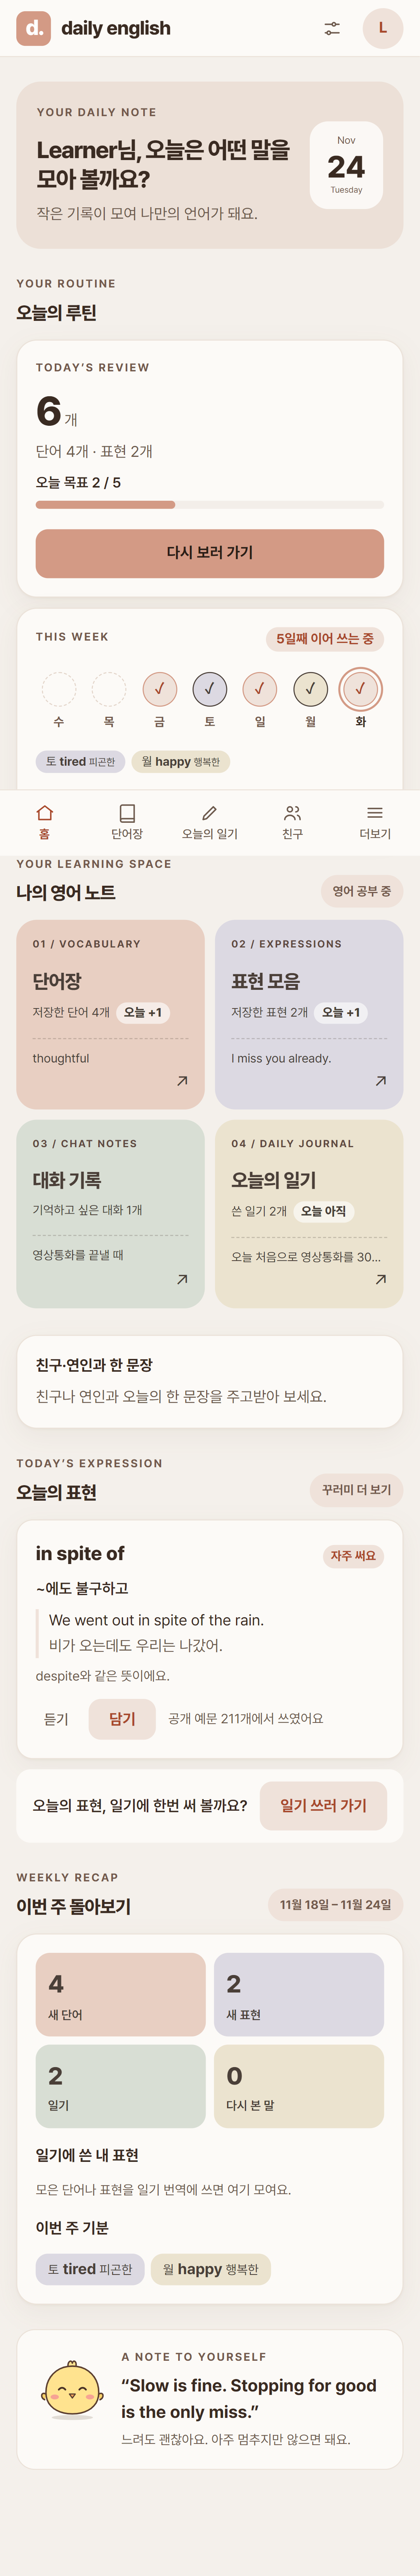 d. daily english
L
YOUR DAILY NOTE
Learner님, 오늘은 어떤 말을
모아 볼까요?
작은 기록이 모여 나만의 언어가 돼요.
Nov
24
Tuesday
YOUR ROUTINE
오늘의 루틴
TODAY'S REVIEW
6개
단어 4개 · 표현 2개
오늘 목표 2 / 5
다시 보러 가기
THIS WEEK
5일째 이어 쓰는 중
수 목 금 토 일 월 화
토 tired 피곤한 월 happy 행복한
홈 단어장 오늘의 일기 친구 더보기
YOUR LEARNING SPACE
나의 영어 노트
영어 공부 중
01 / VOCABULARY
단어장
저장한 단어 4개 오늘 +1
thoughtful
02 / EXPRESSIONS
표현 모음
저장한 표현 2개 오늘 +1
I miss you already.
03 / CHAT NOTES
대화 기록
기억하고 싶은 대화 1개
영상통화를 끝낼 때
04 / DAILY JOURNAL
오늘의 일기
쓴 일기 2개 오늘 아직
오늘 처음으로 영상통화를 30...
친구·연인과 한 문장
친구나 연인과 오늘의 한 문장을 주고받아 보세요.
TODAY'S EXPRESSION
오늘의 표현
꾸러미 더 보기
in spite of
자주 써요
~에도 불구하고
We went out in spite of the rain.
비가 오는데도 우리는 나갔어.
despite와 같은 뜻이에요.
듣기 담기 공개 예문 211개에서 쓰였어요
오늘의 표현, 일기에 한번 써 볼까요? 일기 쓰러 가기
WEEKLY RECAP
이번 주 돌아보기
11월 18일 – 11월 24일
4
새 단어
2
새 표현
2
일기
0
다시 본 말
일기에 쓴 내 표현
모은 단어나 표현을 일기 번역에 쓰면 여기 모여요.
이번 주 기분
토 tired 피곤한 월 happy 행복한
A NOTE TO YOURSELF
“Slow is fine. Stopping for good
is the only miss.”
느려도 괜찮아요. 아주 멈추지만 않으면 돼요.